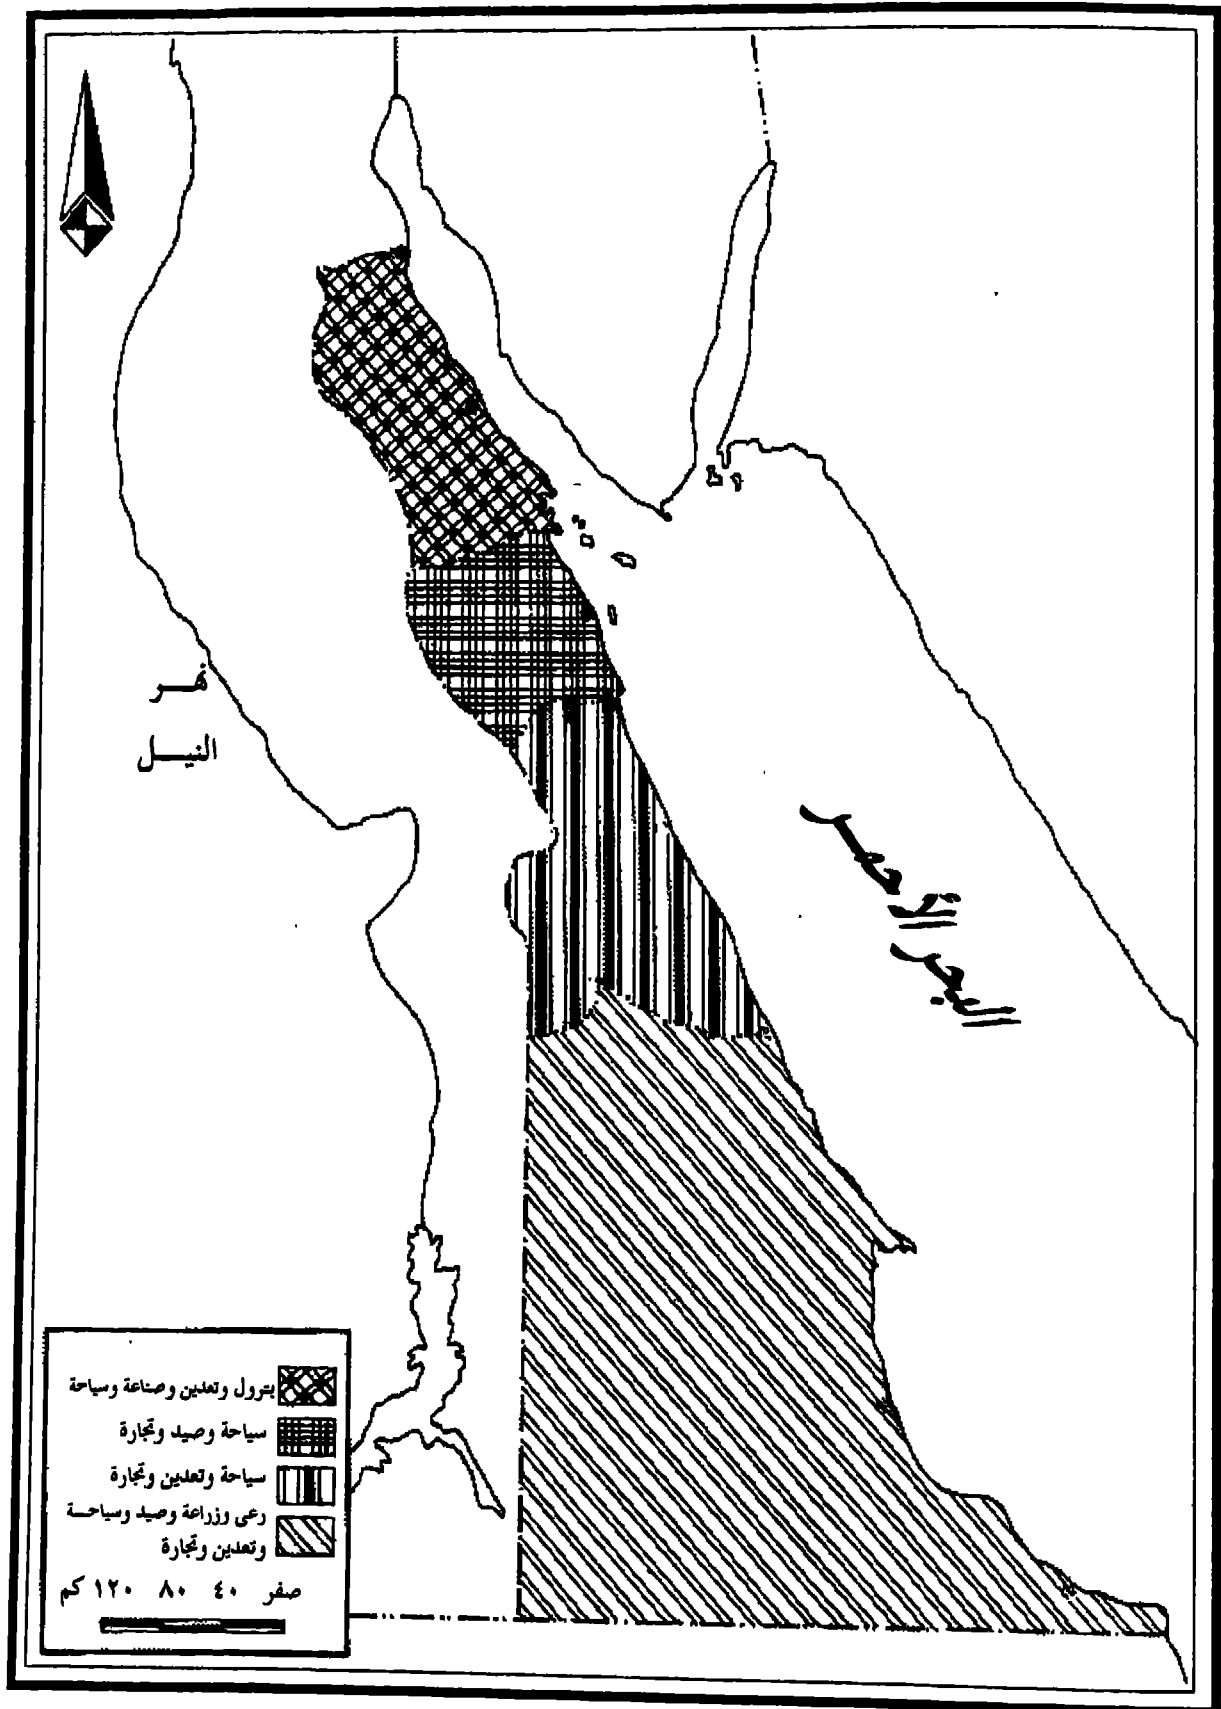 نهر
النيل
البحر الأحمر
بترول وتعدين وصناعة وسياحة
سياحة وصيد وتجارة
سياحة وتعدين وتجارة
رعى وزراعة وصيد وسياحة
وتعدين وتجارة
صفر ٤٠ ٨٠ ١٢٠ كم